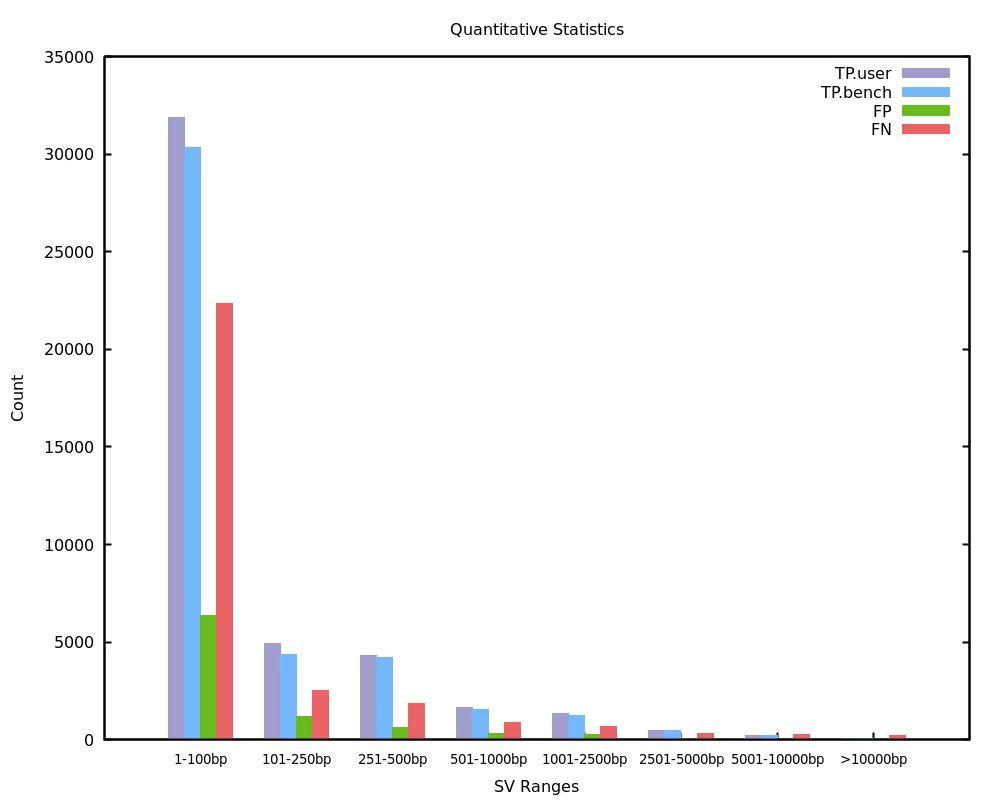 Quantitative Statistics
35000
30000
25000
20000
15000
10000
5000
0
Count
TP.user
TP.bench
FP
FN
1-100bp 101-250bp 251-500bp 501-1000bp 1001-2500bp 2501-5000bp 5001-10000bp >10000bp
SV Ranges